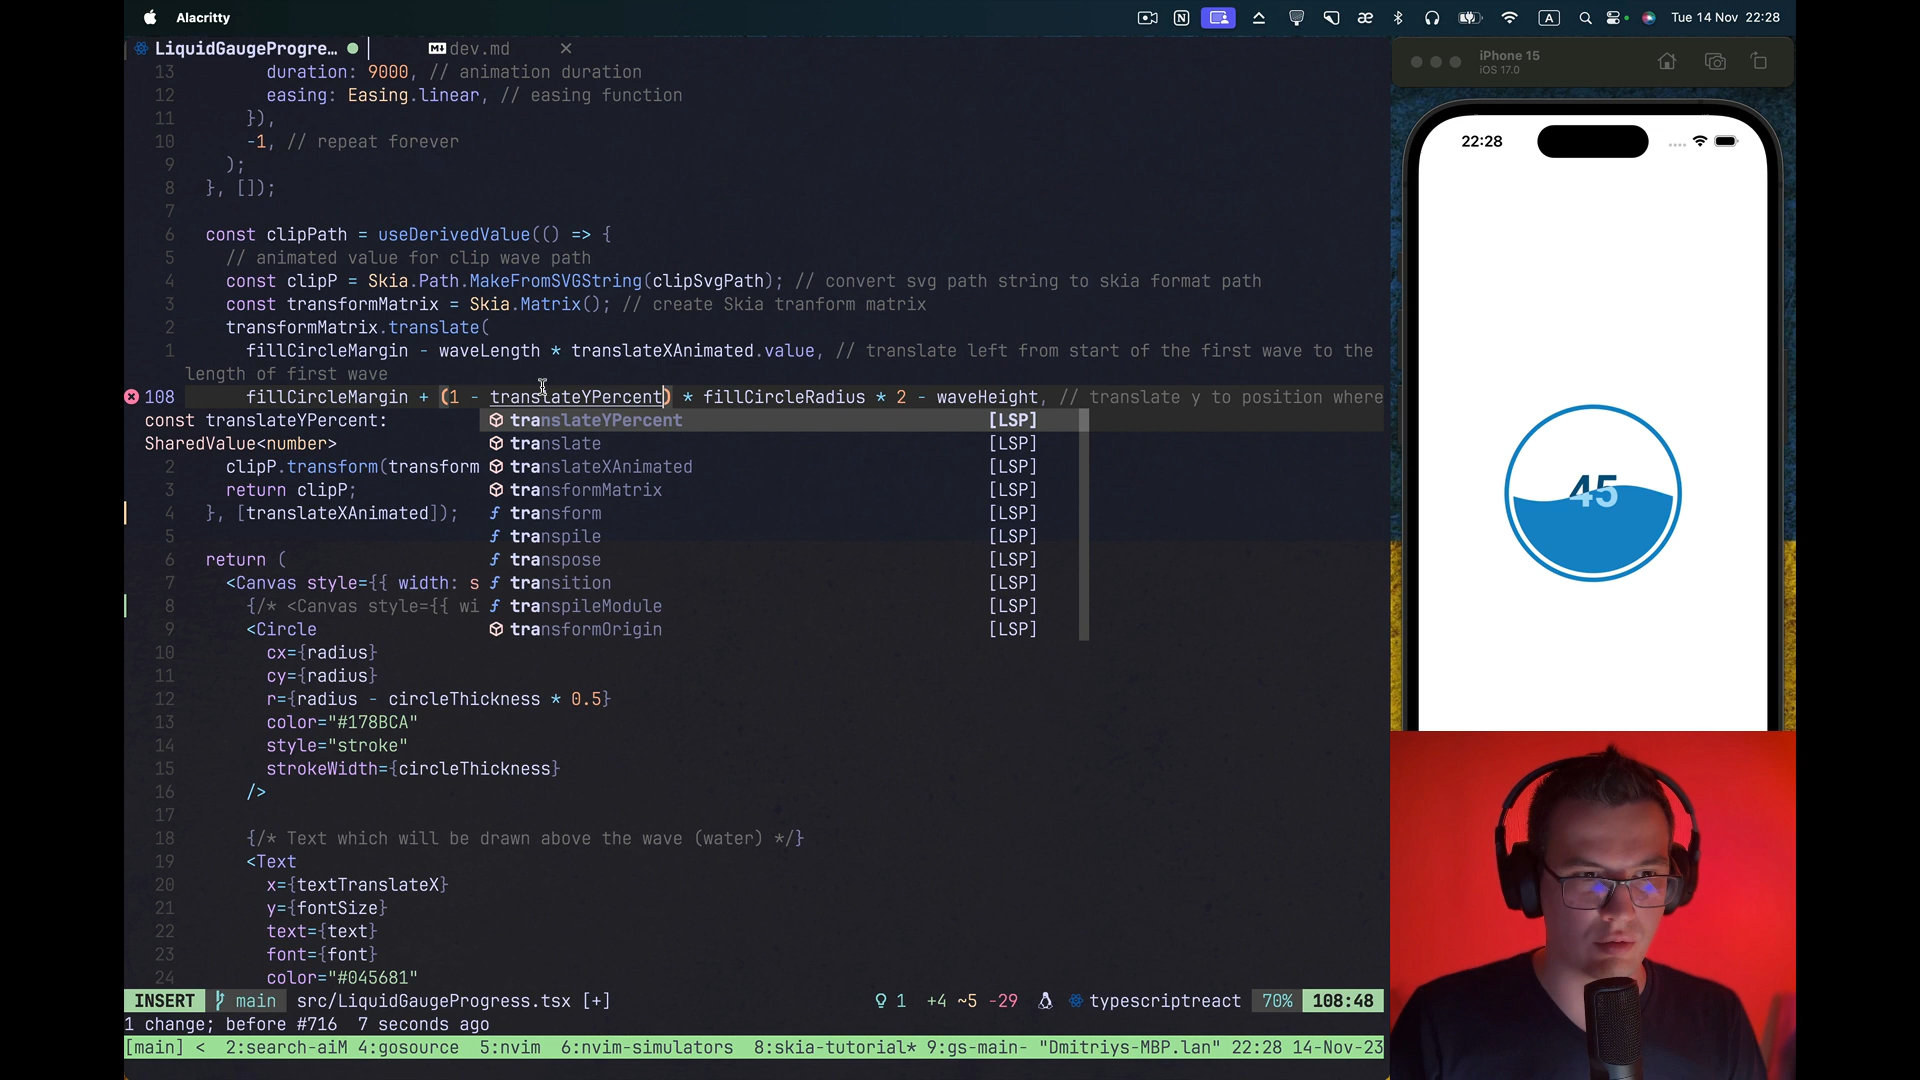 Alacritty
Tue 14 Nov 22:28
LiquidGaugeProgre…
dev.md
13 duration: 9000, // animation duration
12 easing: Easing.linear, // easing function
11 }),
10 -1, // repeat forever
9 );
8 }, []);
7
6 const clipPath = useDerivedValue(() => {
5 // animated value for clip wave path
4 const clipP = Skia.Path.MakeFromSVGString(clipSvgPath); // convert svg path string to skia format path
3 const transformMatrix = Skia.Matrix(); // create Skia tranform matrix
2 transformMatrix.translate(
1 fillCircleMargin - waveLength * translateXAnimated.value, // translate left from start of the first wave to the
length of first wave
108 fillCircleMargin + (1 - translateYPercent) * fillCircleRadius * 2 - waveHeight, // translate y to position where
const translateYPercent:
SharedValue<number>
translateYPercent [LSP]
translate [LSP]
translateXAnimated [LSP]
transformMatrix [LSP]
transform [LSP]
transpile [LSP]
transpose [LSP]
transition [LSP]
transpileModule [LSP]
transformOrigin [LSP]
2 clipP.transform(transform
3 return clipP;
4 }, [translateXAnimated]);
5
6 return (
7 <Canvas style={{ width: s
8 {/* <Canvas style={{ wi
9 <Circle
10 cx={radius}
11 cy={radius}
12 r={radius - circleThickness * 0.5}
13 color="#178BCA"
14 style="stroke"
15 strokeWidth={circleThickness}
16 />
17
18 {/* Text which will be drawn above the wave (water) */}
19 <Text
20 x={textTranslateX}
21 y={fontSize}
22 text={text}
23 font={font}
24 color="#045681"
INSERT main src/LiquidGaugeProgress.tsx [+] 1 +4 ~5 -29 typescriptreact 70% 108:48
1 change; before #716 7 seconds ago
[main] < 2:search-aiM 4:gosource 5:nvim 6:nvim-simulators 8:skia-tutorial* 9:gs-main- "Dmitriys-MBP.lan" 22:28 14-Nov-23
iPhone 15
iOS 17.0
22:28
45